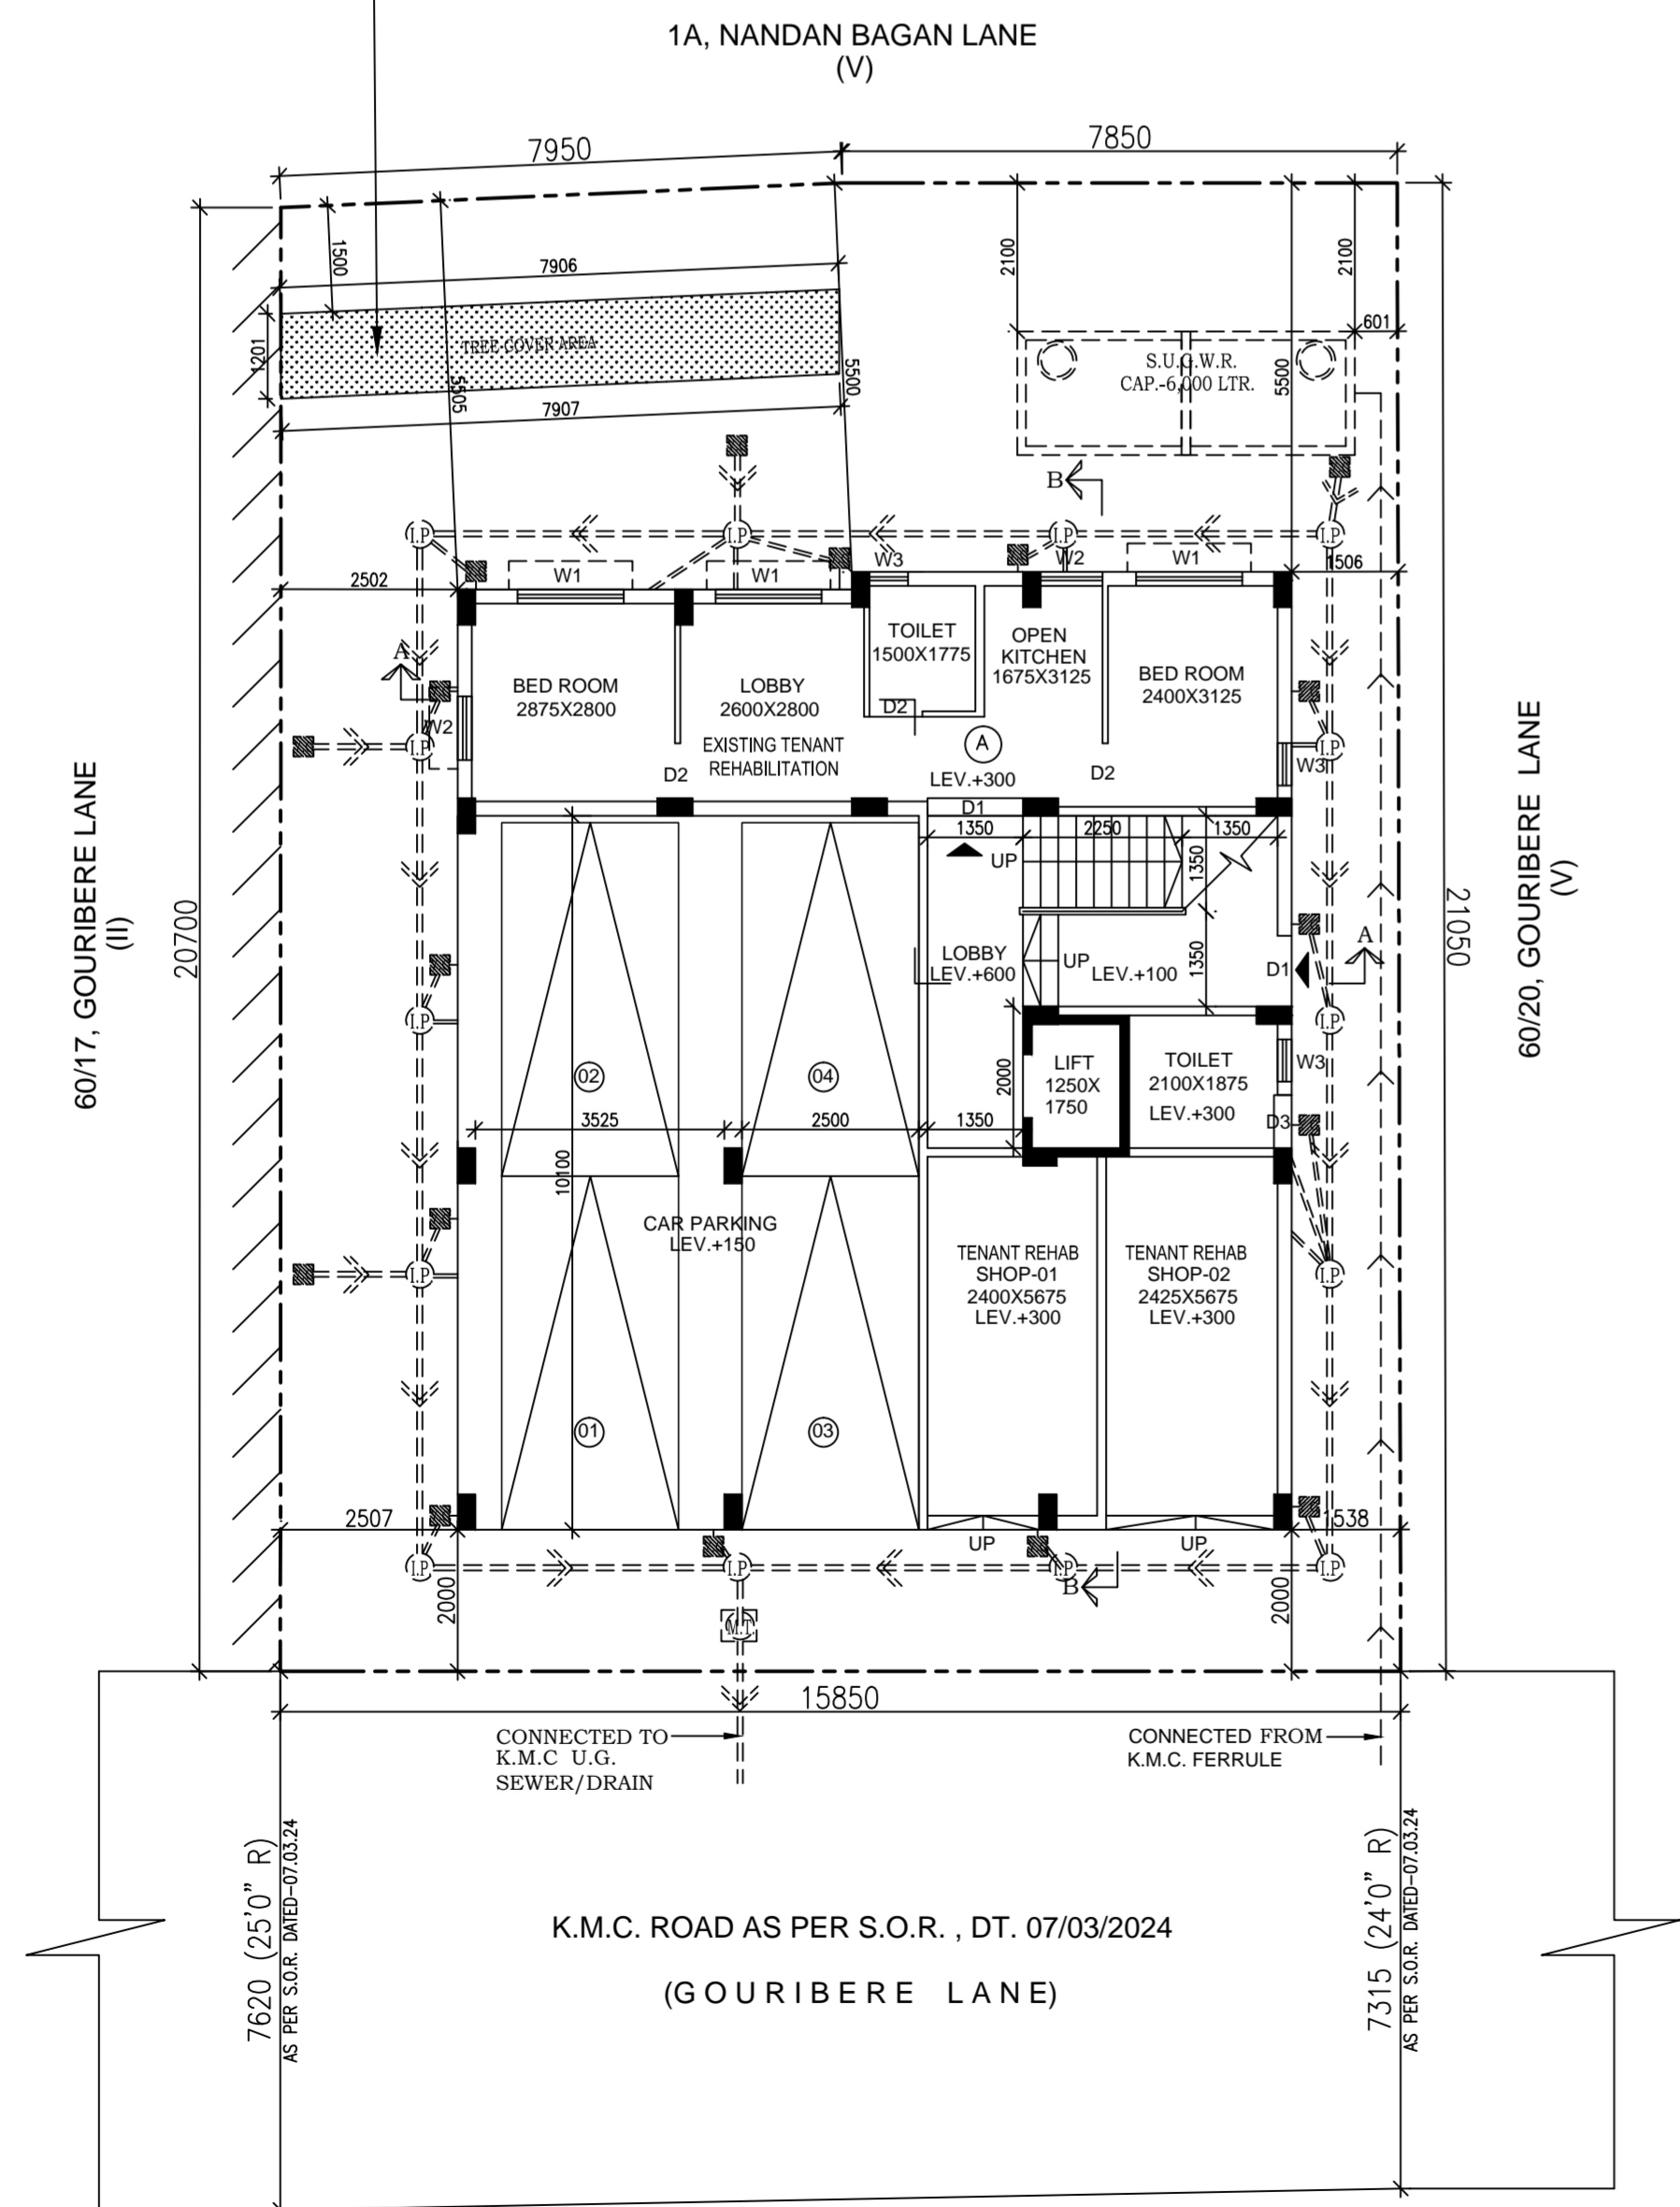 1A, NANDAN BAGAN LANE
(V)
7950
7850
1500
7906
2100
2100
601
1201
TREE COVER AREA
5505
5500
S.U.G.W.R.
CAP.-6,000 LTR.
5500
7907
B
I.P
I.P
I.P
I.P
2502
W1
W1
W3
W2
W1
1506
A
BED ROOM
2875X2800
LOBBY
2600X2800
TOILET
1500X1775
OPEN
KITCHEN
1675X3125
BED ROOM
2400X3125
W2
I.P
D2
EXISTING TENANT
REHABILITATION
D2
A
LEV.+300
D2
W3
I.P
D1
1350
2250
1350
UP
1350
60/17, GOURIBERE LANE
(II)
20700
60/20, GOURIBERE LANE
(V)
21050
LOBBY
LEV.+600
UP
LEV.+100
1350
D1
A
I.P
I.P
2000
LIFT
1250X
1750
TOILET
2100X1875
LEV.+300
W3
D3
02
04
3525
2500
1350
10100
CAR PARKING
LEV.+150
TENANT REHAB
SHOP-01
2400X5675
LEV.+300
TENANT REHAB
SHOP-02
2425X5675
LEV.+300
I.P
I.P
01
03
2507
1538
UP
UP
I.P
I.P
I.P
I.P
B
2000
2000
M.T.
15850
CONNECTED TO
K.M.C U.G.
SEWER/DRAIN
CONNECTED FROM
K.M.C. FERRULE
7620 (25'0" R)
AS PER S.O.R. DATED-07.03.24
K.M.C. ROAD AS PER S.O.R. , DT. 07/03/2024
(GOURIBERE LANE)
7315 (24'0" R)
AS PER S.O.R. DATED-07.03.24